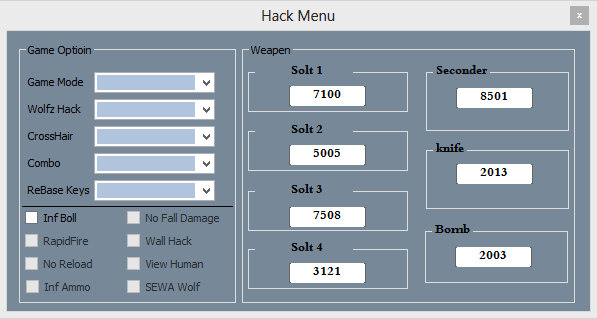 Hack Menu
x
Game Optioin
Game Mode
Wolfz Hack
CrossHair
Combo
ReBase Keys
Inf Boll
No Fall Damage
RapidFire
Wall Hack
No Reload
View Human
Inf Ammo
SEWA Wolf
Weapen
Solt 1
7100
Solt 2
5005
Solt 3
7508
Solt 4
3121
Seconder
8501
knife
2013
Bomb
2003